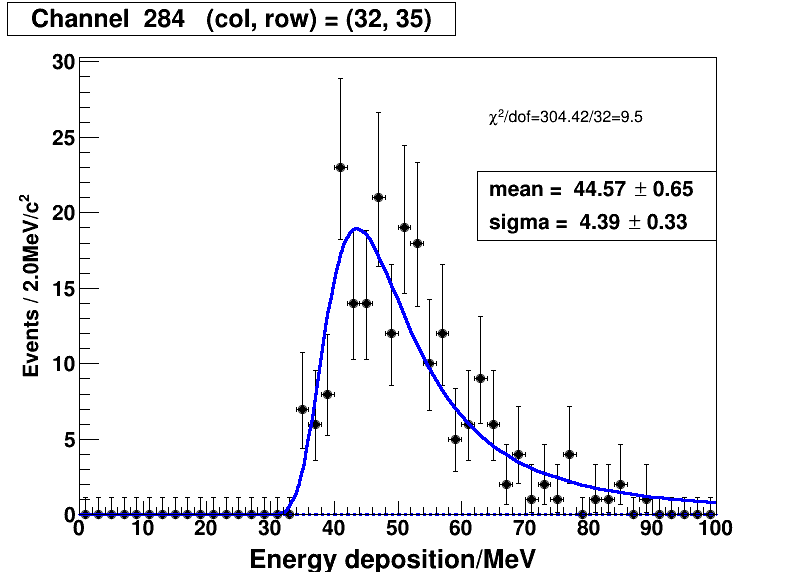 Channel 284 (col, row) = (32, 35)
30
χ²/dof=304.42/32=9.5
25
mean = 44.57 ± 0.65
20
sigma = 4.39 ± 0.33
15
10
5
0
Events / 2.0MeV/c²
0 10 20 30 40 50 60 70 80 90 100
Energy deposition/MeV